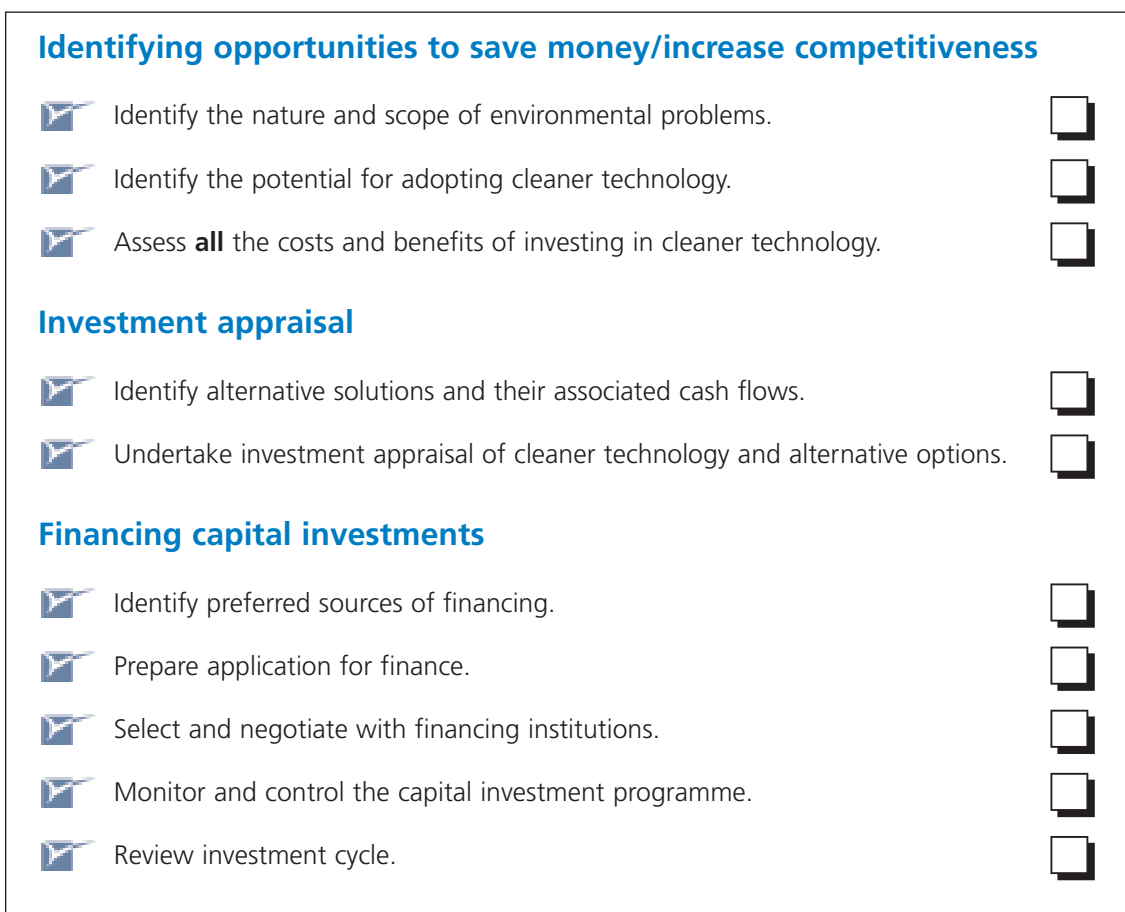 Identifying opportunities to save money/increase competitiveness
Identify the nature and scope of environmental problems.
Identify the potential for adopting cleaner technology.
Assess all the costs and benefits of investing in cleaner technology.
Investment appraisal
Identify alternative solutions and their associated cash flows.
Undertake investment appraisal of cleaner technology and alternative options.
Financing capital investments
Identify preferred sources of financing.
Prepare application for finance.
Select and negotiate with financing institutions.
Monitor and control the capital investment programme.
Review investment cycle.